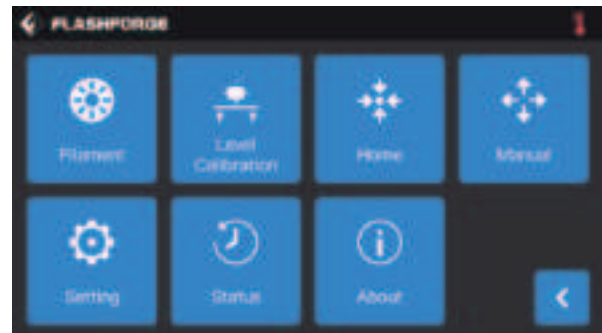 FLASHFORGE
Filament
Level
Calibration
Home
Manual
Setting
Status
About